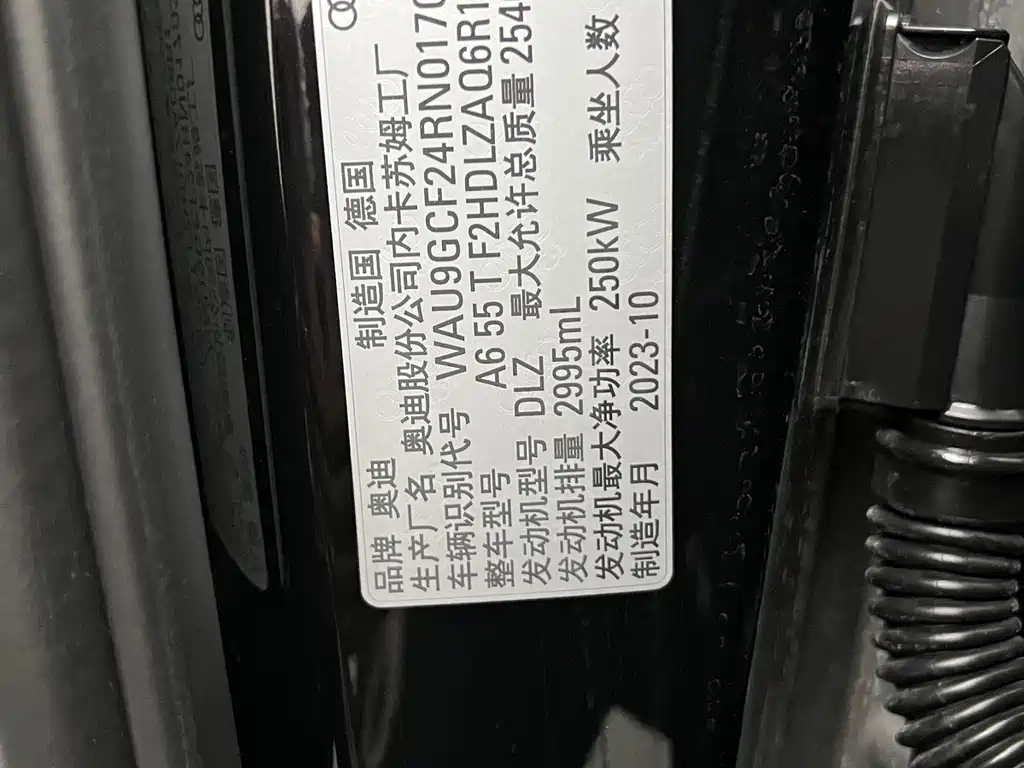 品牌 奥迪 制造国 德国
生产厂名 奥迪股份公司内卡苏姆工厂
车辆识别代号 WAU9GCF24RN0170
整车型号 A6 55 T F2HDLZAQ6R1
发动机型号 DLZ 最大允许总质量 254
发动机排量 2995mL
发动机最大净功率 250kW 乘坐人数
制造年月 2023-10